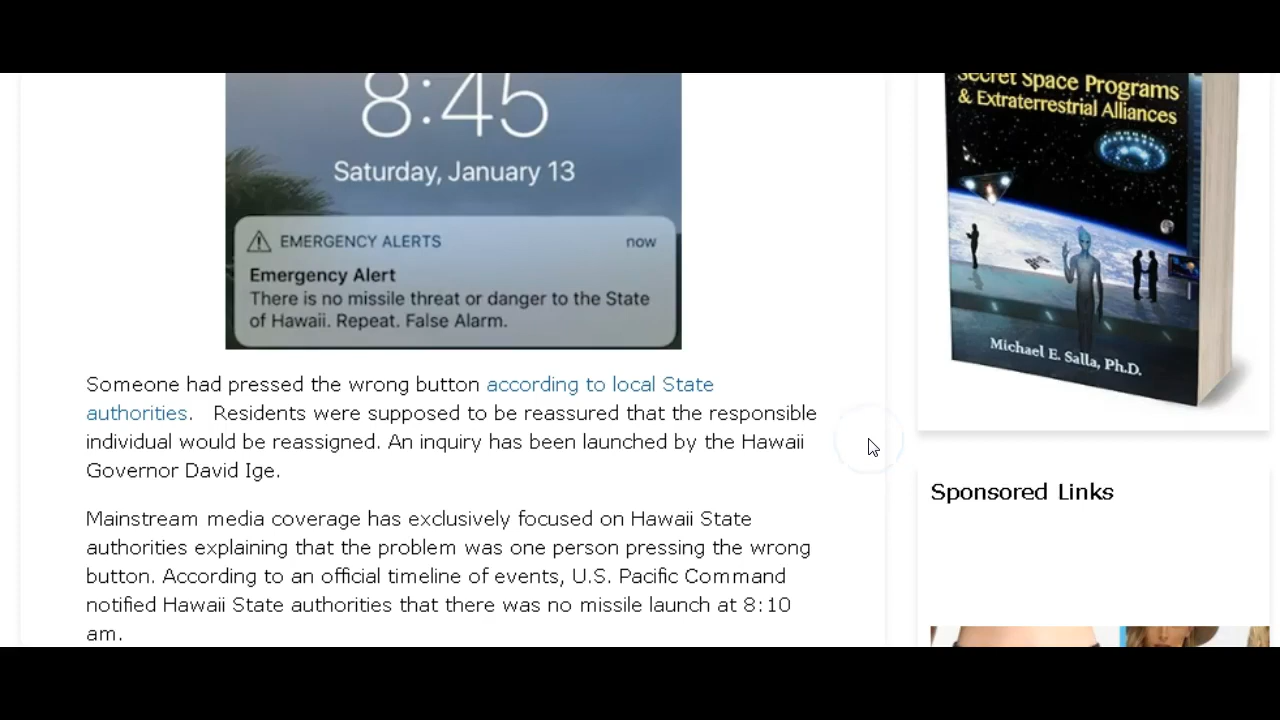 8:45
Saturday, January 13
EMERGENCY ALERTS now
Emergency Alert
There is no missile threat or danger to the State
of Hawaii. Repeat. False Alarm.
Someone had pressed the wrong button according to local State
authorities. Residents were supposed to be reassured that the responsible
individual would be reassigned. An inquiry has been launched by the Hawaii
Governor David Ige.
Mainstream media coverage has exclusively focused on Hawaii State
authorities explaining that the problem was one person pressing the wrong
button. According to an official timeline of events, U.S. Pacific Command
notified Hawaii State authorities that there was no missile launch at 8:10
am.
Secret Space Programs
& Extraterrestrial Alliances
Michael E. Salla, Ph.D.
Sponsored Links